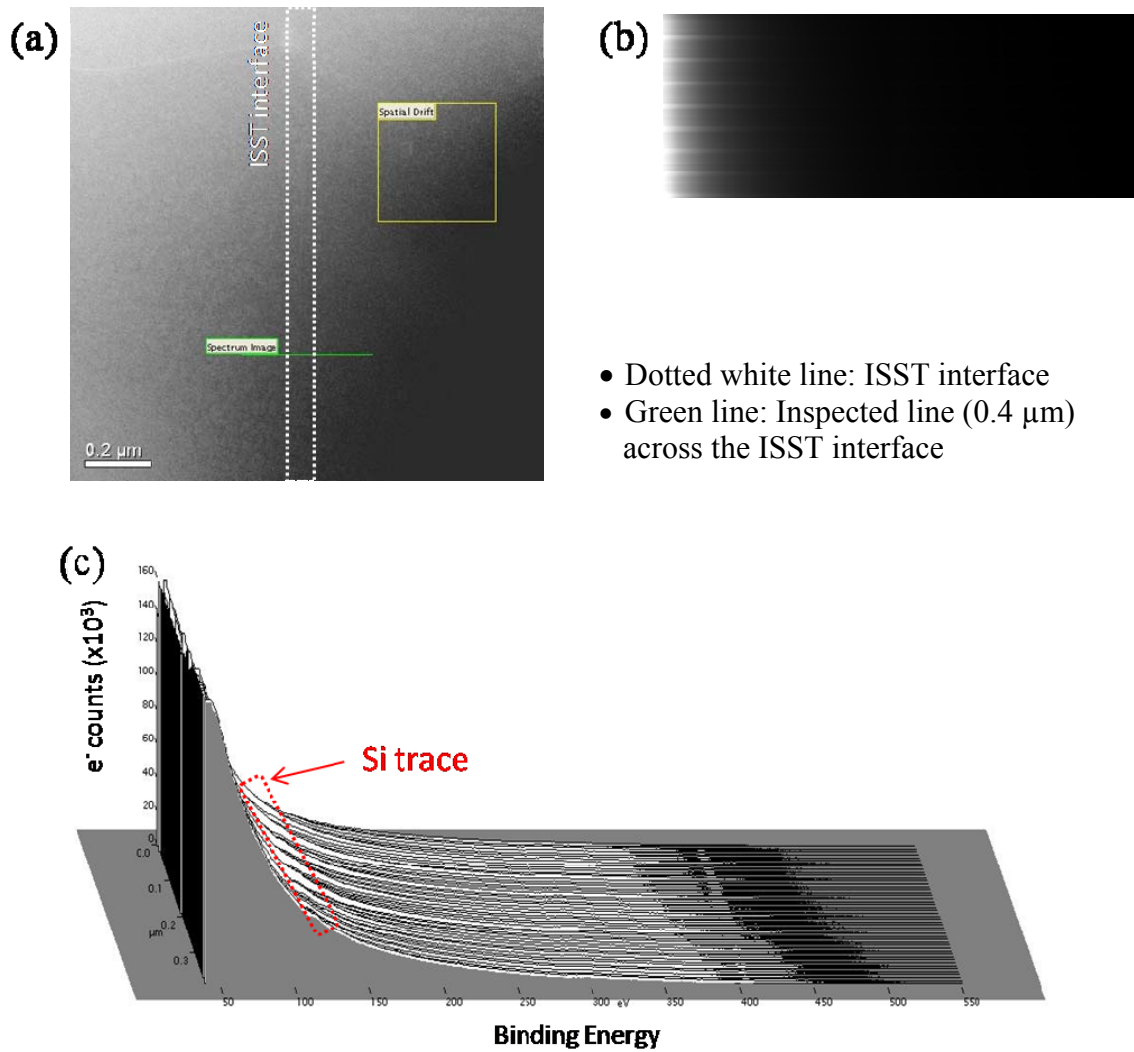 (a)
ISST interface
Spatial Drift
Spectrum Image
0.2 µm
(b)
• Dotted white line: ISST interface
• Green line: Inspected line (0.4 µm)
across the ISST interface
(c)
e⁻ counts (x10³)
160
140
120
100
80
60
40
20
0
0.0
0.1
0.2
µm
0.3
Si trace
50
100
150
200
250
300
eV
350
400
450
500
550
Binding Energy